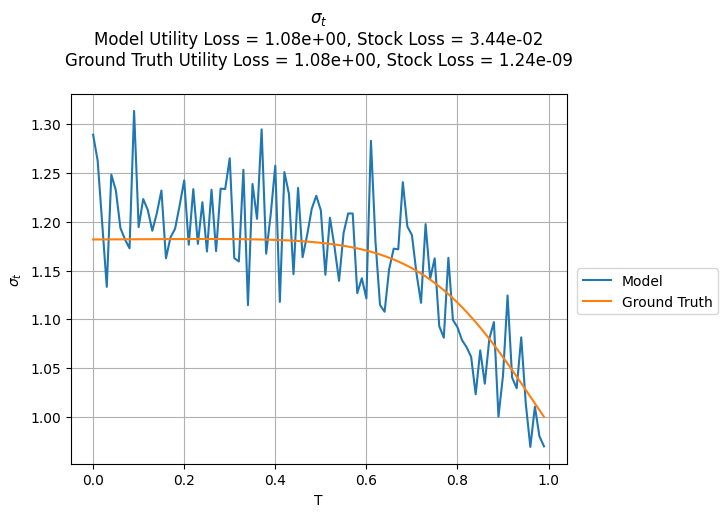 σₜ
Model Utility Loss = 1.08e+00, Stock Loss = 3.44e-02
Ground Truth Utility Loss = 1.08e+00, Stock Loss = 1.24e-09
1.30
1.25
1.20
1.15
1.10
1.05
1.00
σₜ
0.0 0.2 0.4 0.6 0.8 1.0
T
Model
Ground Truth